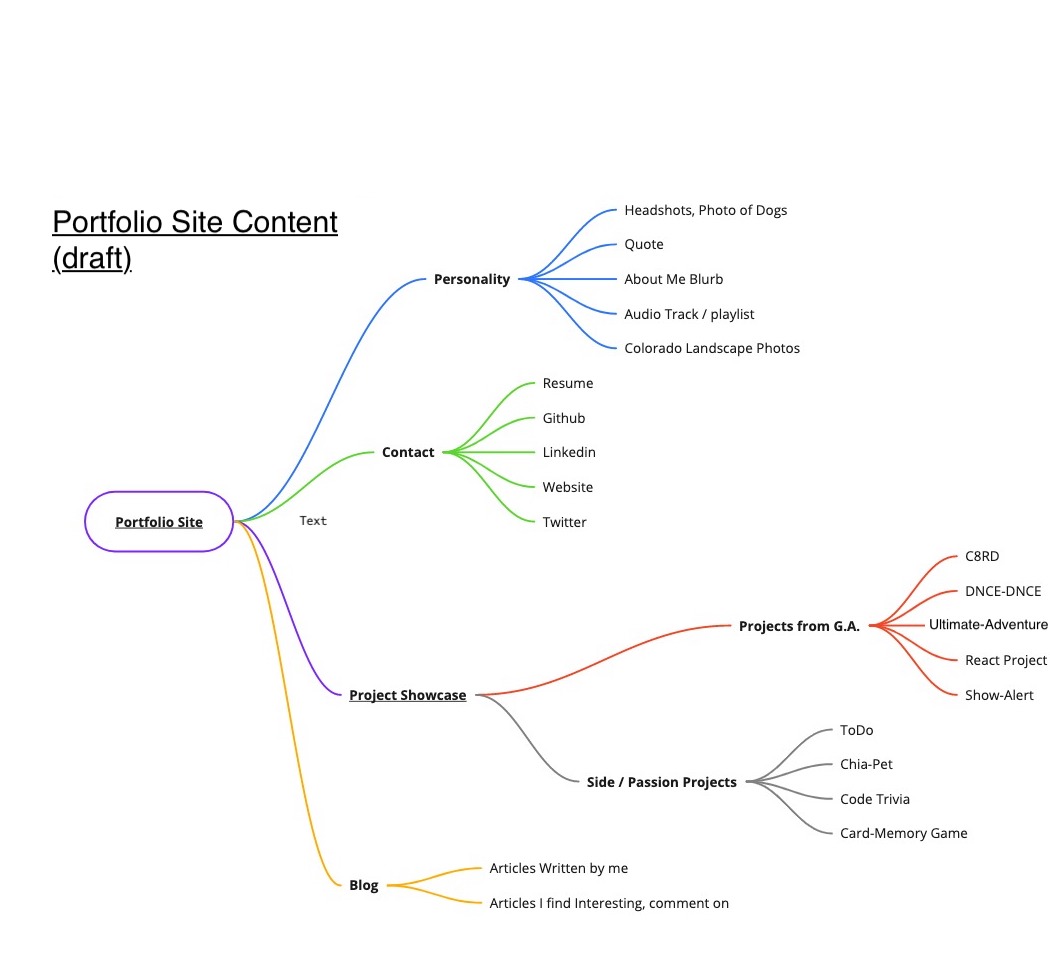 Portfolio Site Content
(draft)
Headshots, Photo of Dogs
Quote
Personality
About Me Blurb
Audio Track / playlist
Colorado Landscape Photos
Resume
Github
Contact
Linkedin
Website
Twitter
Portfolio Site
Text
C8RD
DNCE-DNCE
Projects from G.A.
Ultimate-Adventure
React Project
Project Showcase
Show-Alert
ToDo
Chia-Pet
Side / Passion Projects
Code Trivia
Card-Memory Game
Articles Written by me
Blog
Articles I find Interesting, comment on